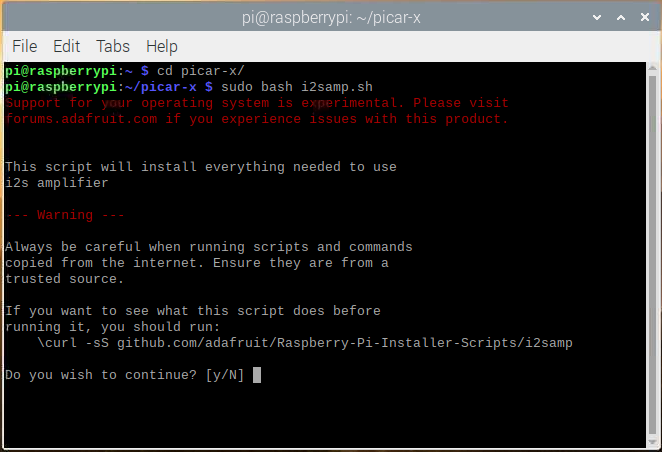 pi@raspberrypi: ~/picar-x
File Edit Tabs Help
pi@raspberrypi:~ $ cd picar-x/
pi@raspberrypi:~/picar-x $ sudo bash i2samp.sh
Support for your operating system is experimental. Please visit
forums.adafruit.com if you experience issues with this product.
This script will install everything needed to use
i2s amplifier
--- Warning ---
Always be careful when running scripts and commands
copied from the internet. Ensure they are from a
trusted source.
If you want to see what this script does before
running it, you should run:
\curl -sS github.com/adafruit/Raspberry-Pi-Installer-Scripts/i2samp
Do you wish to continue? [y/N]